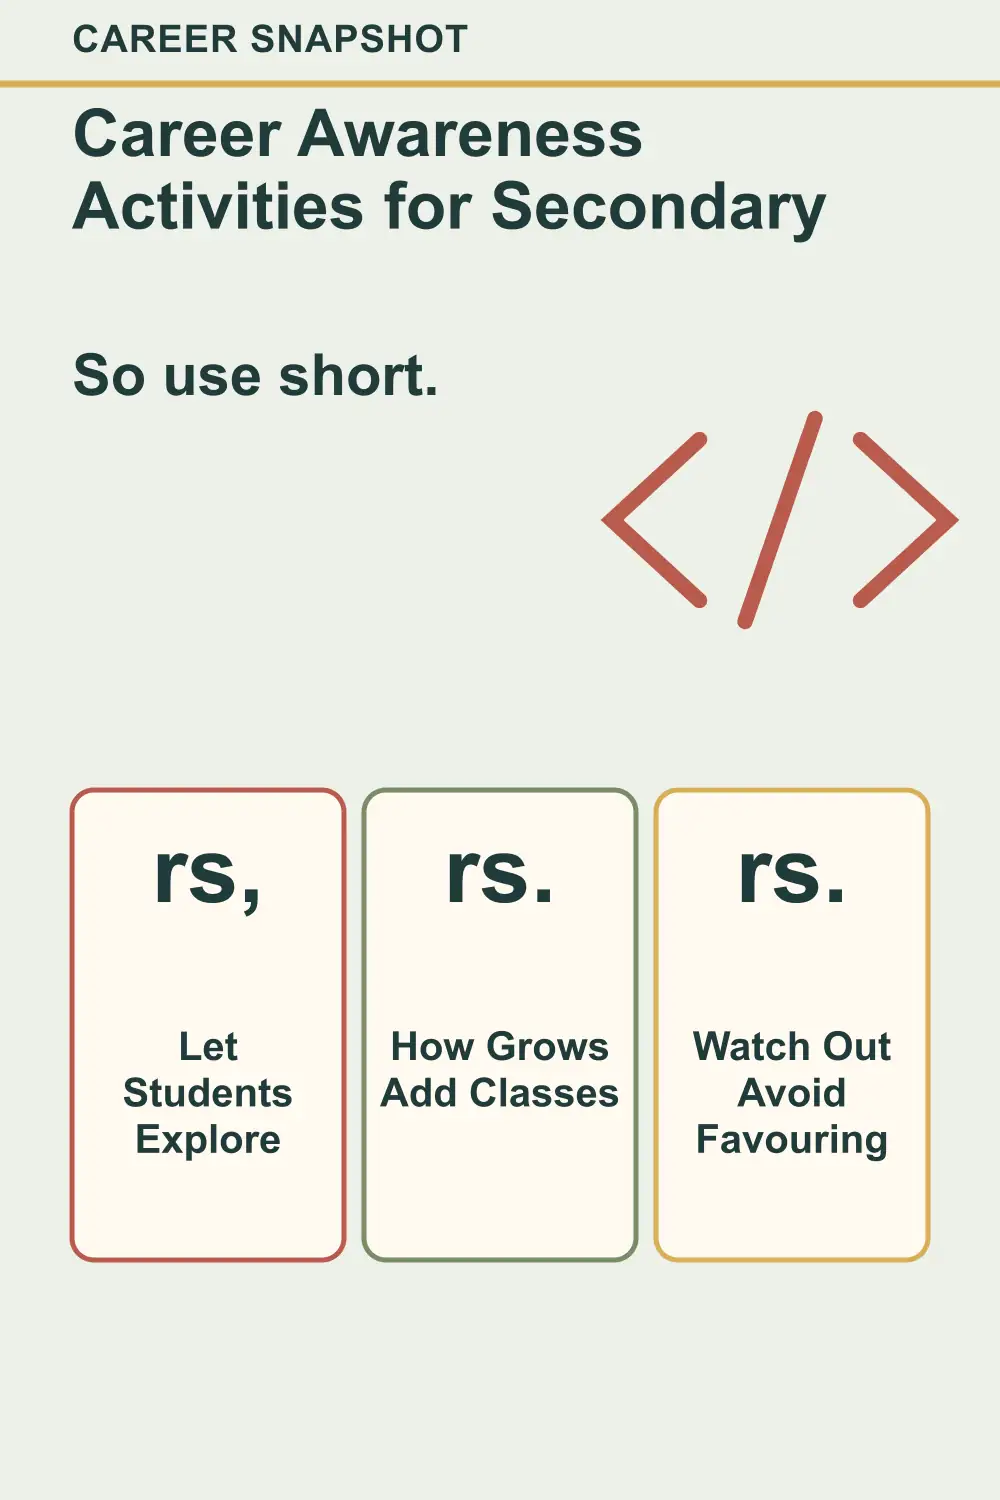 CAREER SNAPSHOT
Career Awareness
Activities for Secondary
So use short.
</>
rs,
Let
Students
Explore
rs.
How Grows
Add Classes
rs.
Watch Out
Avoid
Favouring